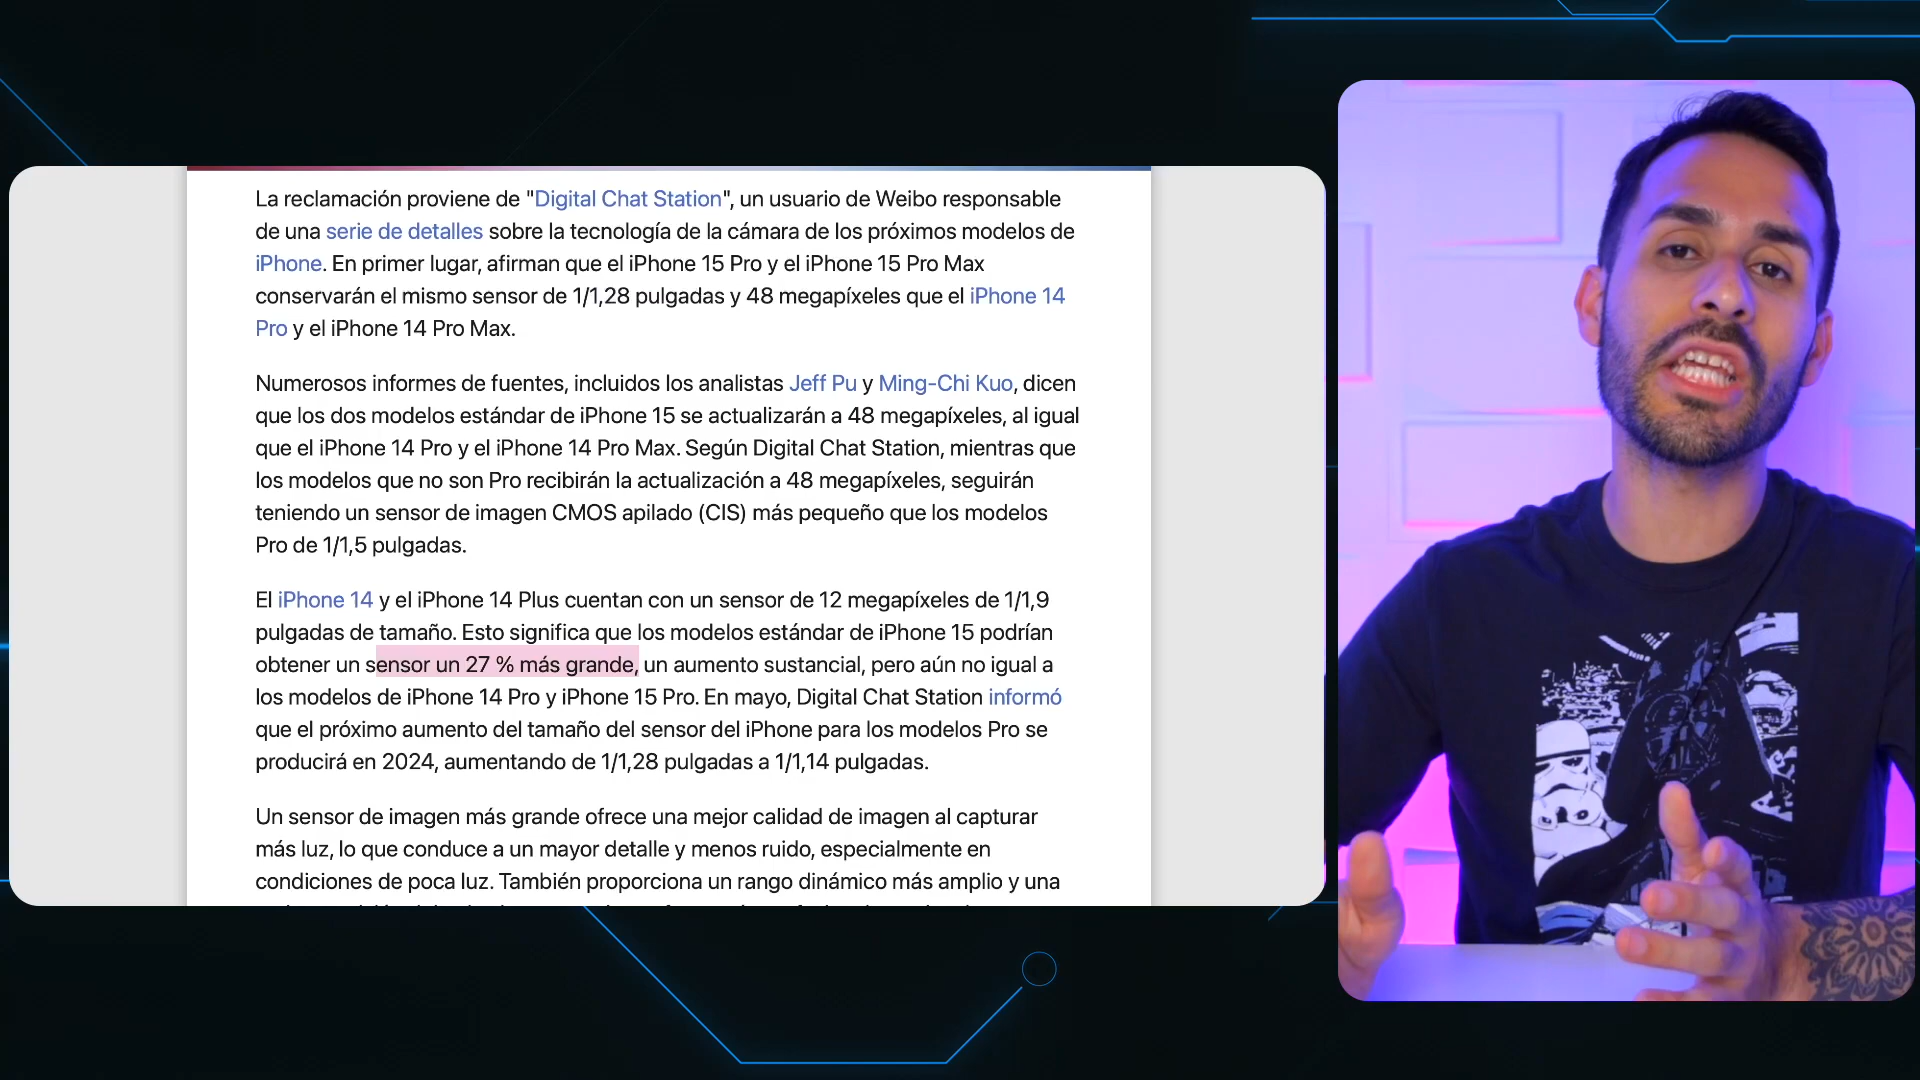 La reclamación proviene de "Digital Chat Station", un usuario de Weibo responsable
de una serie de detalles sobre la tecnología de la cámara de los próximos modelos de
iPhone. En primer lugar, afirman que el iPhone 15 Pro y el iPhone 15 Pro Max
conservarán el mismo sensor de 1/1,28 pulgadas y 48 megapíxeles que el iPhone 14
Pro y el iPhone 14 Pro Max.
Numerosos informes de fuentes, incluidos los analistas Jeff Pu y Ming-Chi Kuo, dicen
que los dos modelos estándar de iPhone 15 se actualizarán a 48 megapíxeles, al igual
que el iPhone 14 Pro y el iPhone 14 Pro Max. Según Digital Chat Station, mientras que
los modelos que no son Pro recibirán la actualización a 48 megapíxeles, seguirán
teniendo un sensor de imagen CMOS apilado (CIS) más pequeño que los modelos
Pro de 1/1,5 pulgadas.
El iPhone 14 y el iPhone 14 Plus cuentan con un sensor de 12 megapíxeles de 1/1,9
pulgadas de tamaño. Esto significa que los modelos estándar de iPhone 15 podrían
obtener un sensor un 27 % más grande, un aumento sustancial, pero aún no igual a
los modelos de iPhone 14 Pro y iPhone 15 Pro. En mayo, Digital Chat Station informó
que el próximo aumento del tamaño del sensor del iPhone para los modelos Pro se
producirá en 2024, aumentando de 1/1,28 pulgadas a 1/1,14 pulgadas.
Un sensor de imagen más grande ofrece una mejor calidad de imagen al capturar
más luz, lo que conduce a un mayor detalle y menos ruido, especialmente en
condiciones de poca luz. También proporciona un rango dinámico más amplio y una